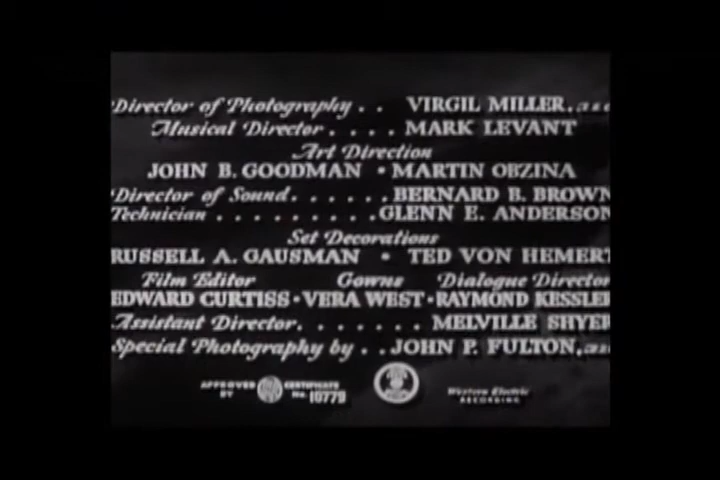 Director of Photography . . VIRGIL MILLER, A.S.C
Musical Director . . . . MARK LEVANT
Art Direction
JOHN B. GOODMAN • MARTIN OBZINA
Director of Sound . . . . . . BERNARD B. BROWN
Technician . . . . . . . . . . GLENN E. ANDERSON
Set Decorations
RUSSELL A. GAUSMAN • TED VON HEMERT
Film Editor Gowns Dialogue Director
EDWARD CURTISS • VERA WEST • RAYMOND KESSLER
Assistant Director . . . . . . . MELVILLE SHYER
Special Photography by . . JOHN P. FULTON, A.S.
APPROVED BY CERTIFICATE No. 10779
Western Electric
RECORDING